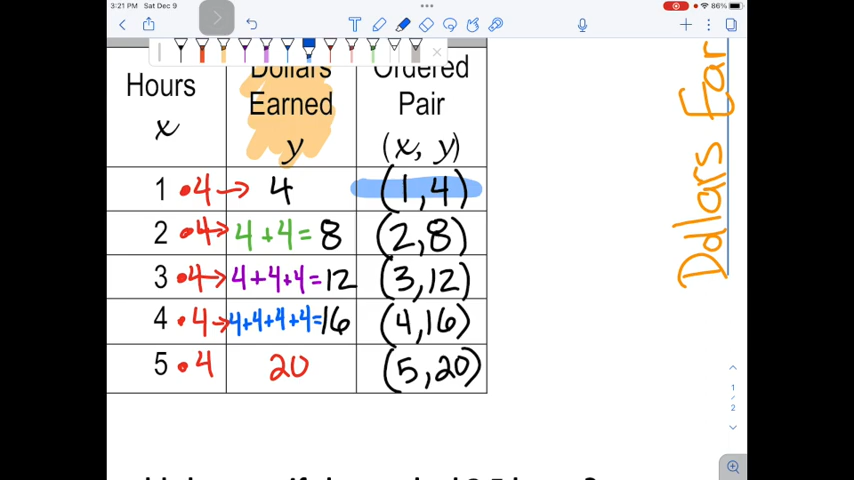 3:21 PM Sat Dec 9
86%
Hours Dollars Ordered
x Earned Pair
y (x, y)
1 •4→ 4 (1,4)
2 •4→ 4+4= 8 (2,8)
3 •4→ 4+4+4=12 (3,12)
4 •4→ 4+4+4+4=16 (4,16)
5 •4 20 (5,20)
Dollars Ear
1
2